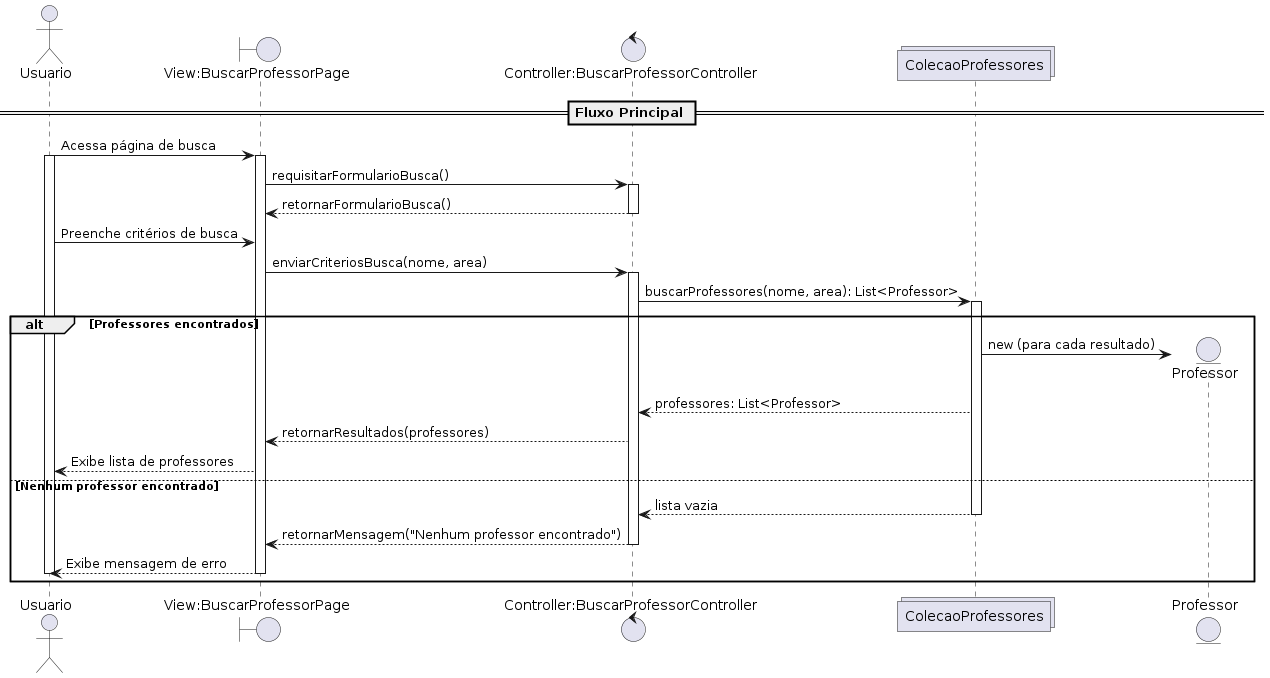 Usuario
View:BuscarProfessorPage
Controller:BuscarProfessorController
ColecaoProfessores
Fluxo Principal
Acessa página de busca
requisitarFormularioBusca()
retornarFormularioBusca()
Preenche critérios de busca
enviarCriteriosBusca(nome, area)
buscarProfessores(nome, area): List<Professor>
alt
[Professores encontrados]
new (para cada resultado)
Professor
professores: List<Professor>
retornarResultados(professores)
Exibe lista de professores
[Nenhum professor encontrado]
lista vazia
retornarMensagem("Nenhum professor encontrado")
Exibe mensagem de erro
Usuario
View:BuscarProfessorPage
Controller:BuscarProfessorController
ColecaoProfessores
Professor